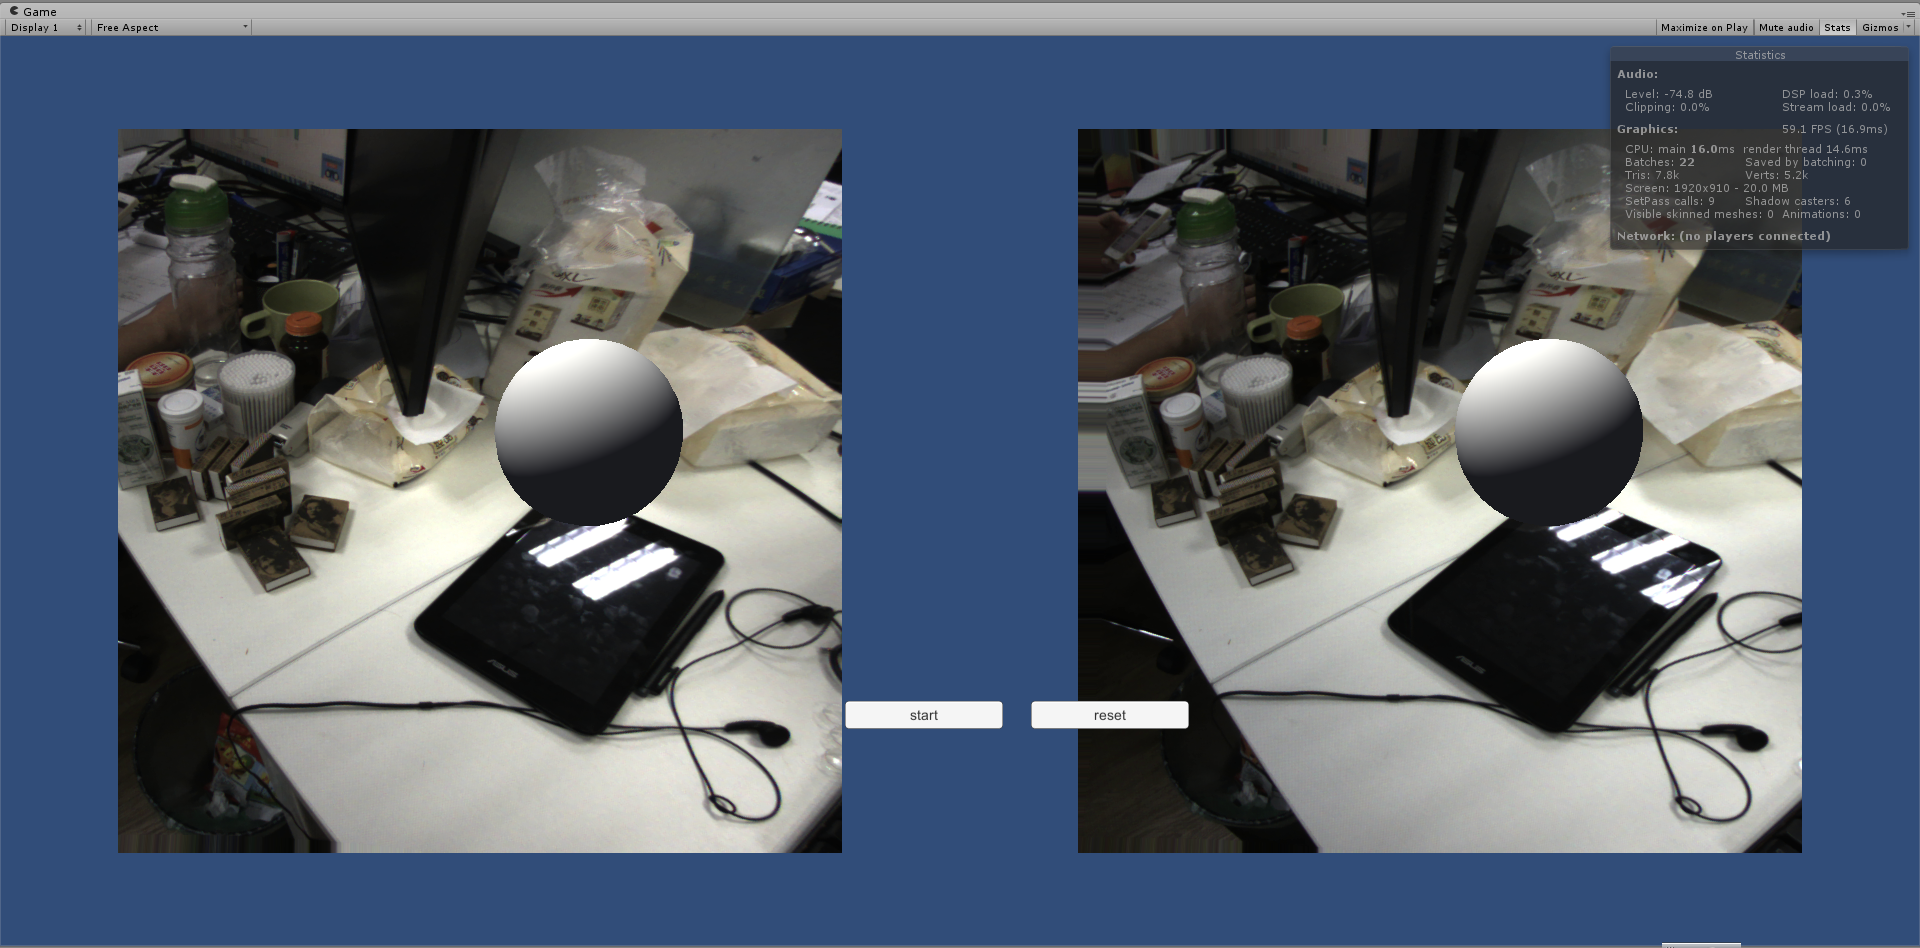 Game
Display 1 Free Aspect Maximize on Play Mute audio Stats Gizmos
Statistics
Audio:
Level: -74.8 dB DSP load: 0.3%
Clipping: 0.0% Stream load: 0.0%
Graphics: 59.1 FPS (16.9ms)
CPU: main 16.0ms render thread 14.6ms
Batches: 22 Saved by batching: 0
Tris: 7.8k Verts: 5.2k
Screen: 1920x910 - 20.0 MB
SetPass calls: 9 Shadow casters: 6
Visible skinned meshes: 0 Animations: 0
Network: (no players connected)
ASUS
ASUS
start reset